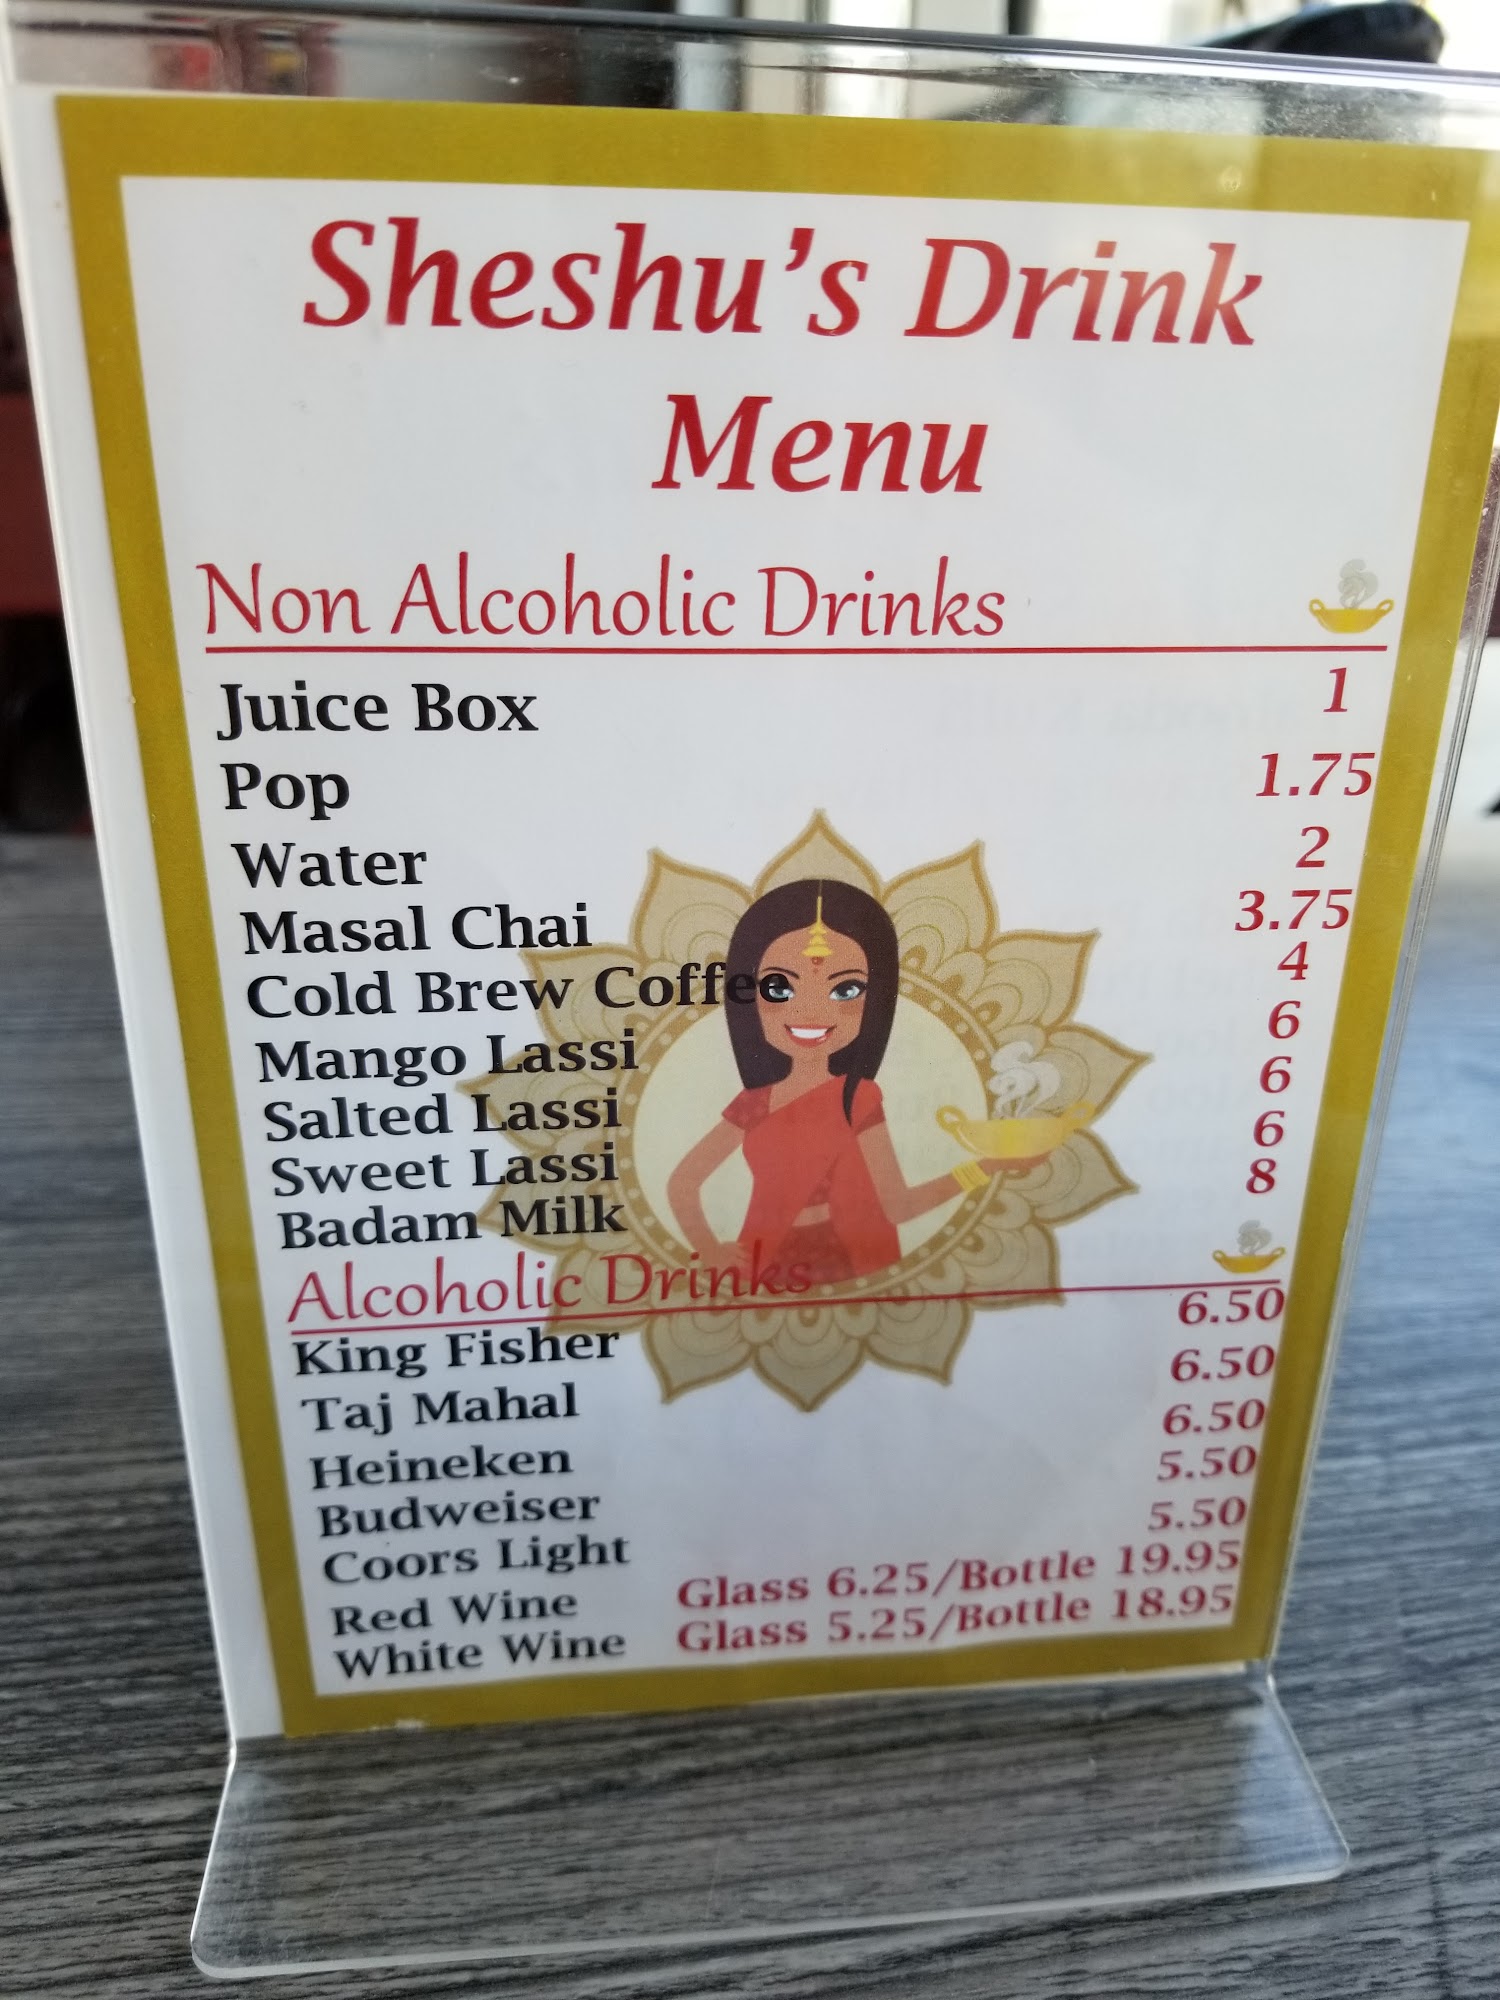 Sheshu's Drink
Menu
Non Alcoholic Drinks
Juice Box 1
Pop 1.75
Water 2
Masal Chai 3.75
Cold Brew Coffee 4
Mango Lassi 6
Salted Lassi 6
Sweet Lassi 6
Badam Milk 8
Alcoholic Drinks
King Fisher 6.50
Taj Mahal 6.50
Heineken 6.50
Budweiser 5.50
Coors Light 5.50
Red Wine Glass 6.25/Bottle 19.95
White Wine Glass 5.25/Bottle 18.95